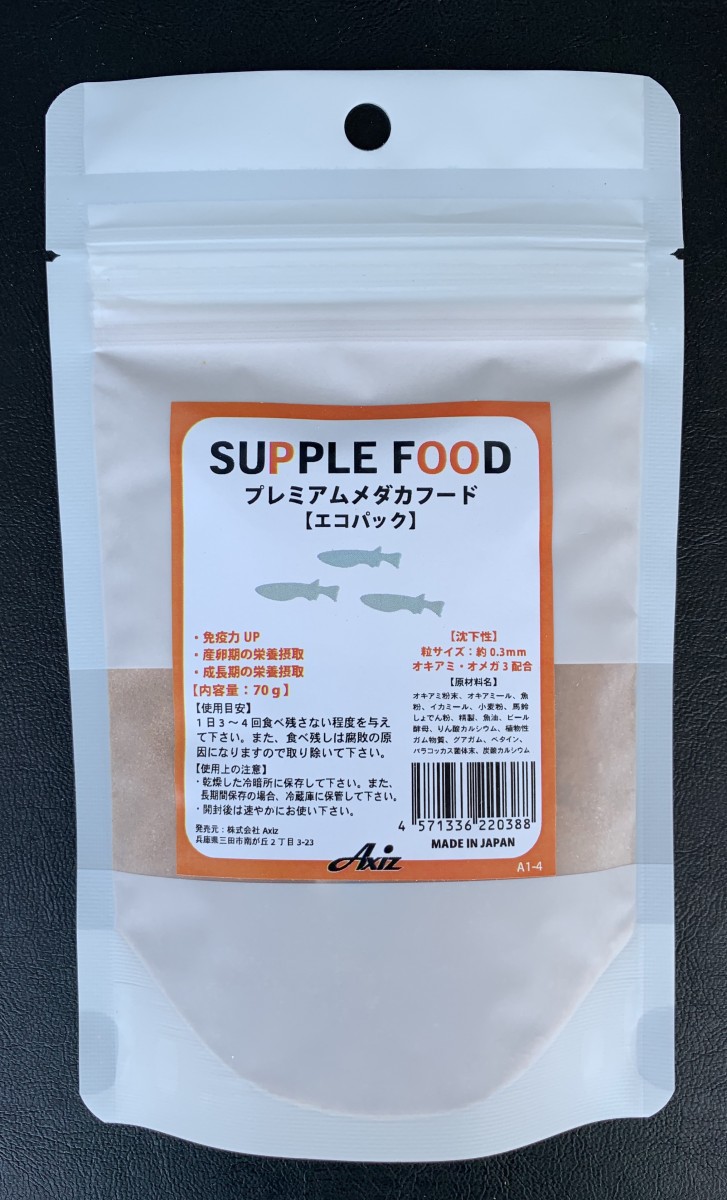 SUPPLE FOOD
プレミアムメダカフード
【エコパック】
・免疫力 UP
・産卵期の栄養摂取
・成長期の栄養摂取
【内容量：70ｇ】
【使用目安】
1日3～4回食べ残さない程度を与え
て下さい。また、食べ残しは腐敗の原
因になりますので取り除いて下さい。
【使用上の注意】
・乾燥した冷暗所に保存して下さい。また、
長期間保存の場合、冷蔵庫に保管して下さい。
・開封後は速やかにお使い下さい。
発売元：株式会社 Axiz
兵庫県三田市南が丘2丁目3-23
【沈下性】
粒サイズ：約0.3mm
オキアミ・オメガ3配合
【原材料名】
オキアミ粉末、オキアミール、魚
粉、イカミール、小麦粉、馬鈴
しょでん粉、精製、魚油、ビール
酵母、りん酸カルシウム、植物性
ガム物質、グアガム、ベタイン、
パラコッカス菌体末、炭酸カルシウム
4 571336 220388
MADE IN JAPAN
Axiz
A1-4